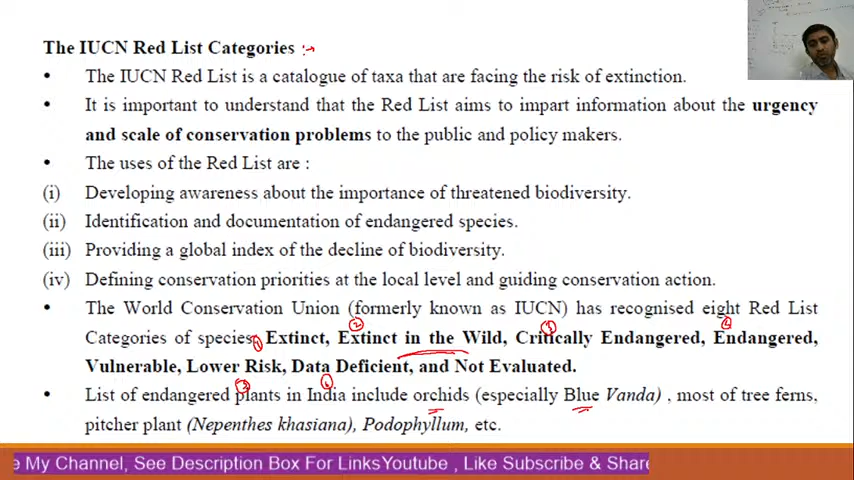 The IUCN Red List Categories :→
• The IUCN Red List is a catalogue of taxa that are facing the risk of extinction.
• It is important to understand that the Red List aims to impart information about the urgency
and scale of conservation problems to the public and policy makers.
• The uses of the Red List are :
(i) Developing awareness about the importance of threatened biodiversity.
(ii) Identification and documentation of endangered species.
(iii) Providing a global index of the decline of biodiversity.
(iv) Defining conservation priorities at the local level and guiding conservation action.
• The World Conservation Union (formerly known as IUCN) has recognised eight Red List
Categories of species Extinct, Extinct in the Wild, Critically Endangered, Endangered,
Vulnerable, Lower Risk, Data Deficient, and Not Evaluated.
• List of endangered plants in India include orchids (especially Blue Vanda) , most of tree ferns,
pitcher plant (Nepenthes khasiana), Podophyllum, etc.
e My Channel, See Description Box For LinksYoutube , Like Subscribe & Share